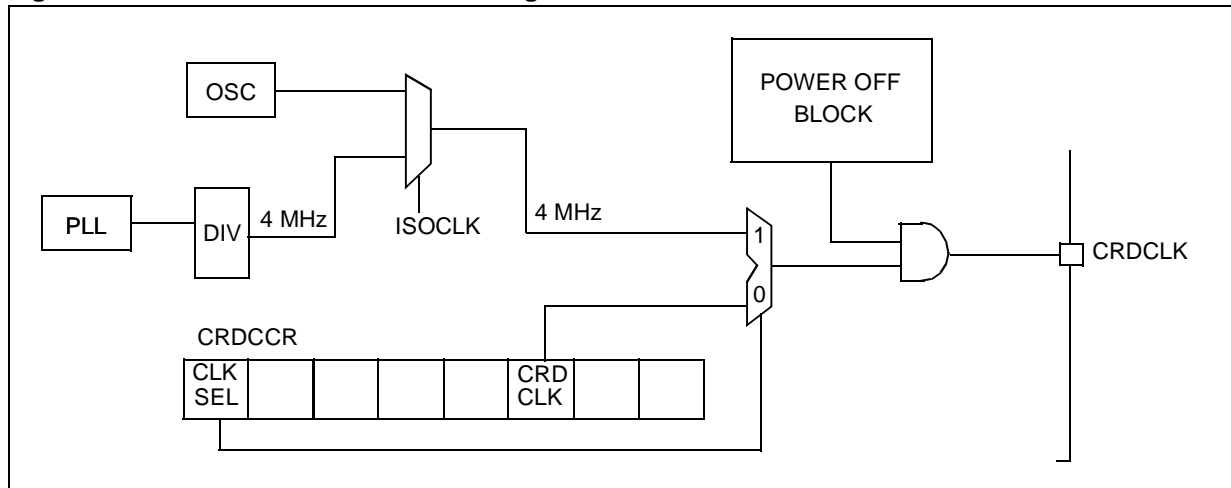 OSC
POWER OFF
BLOCK
PLL
DIV
4 MHz
ISOCLK
4 MHz
1
0
CRDCLK
CRDCCR
CLK
SEL
CRD
CLK